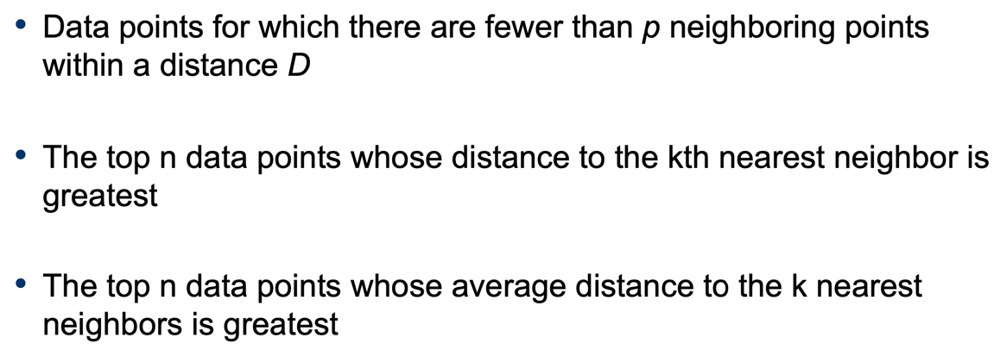 • Data points for which there are fewer than p neighboring points
within a distance D
• The top n data points whose distance to the kth nearest neighbor is
greatest
• The top n data points whose average distance to the k nearest
neighbors is greatest